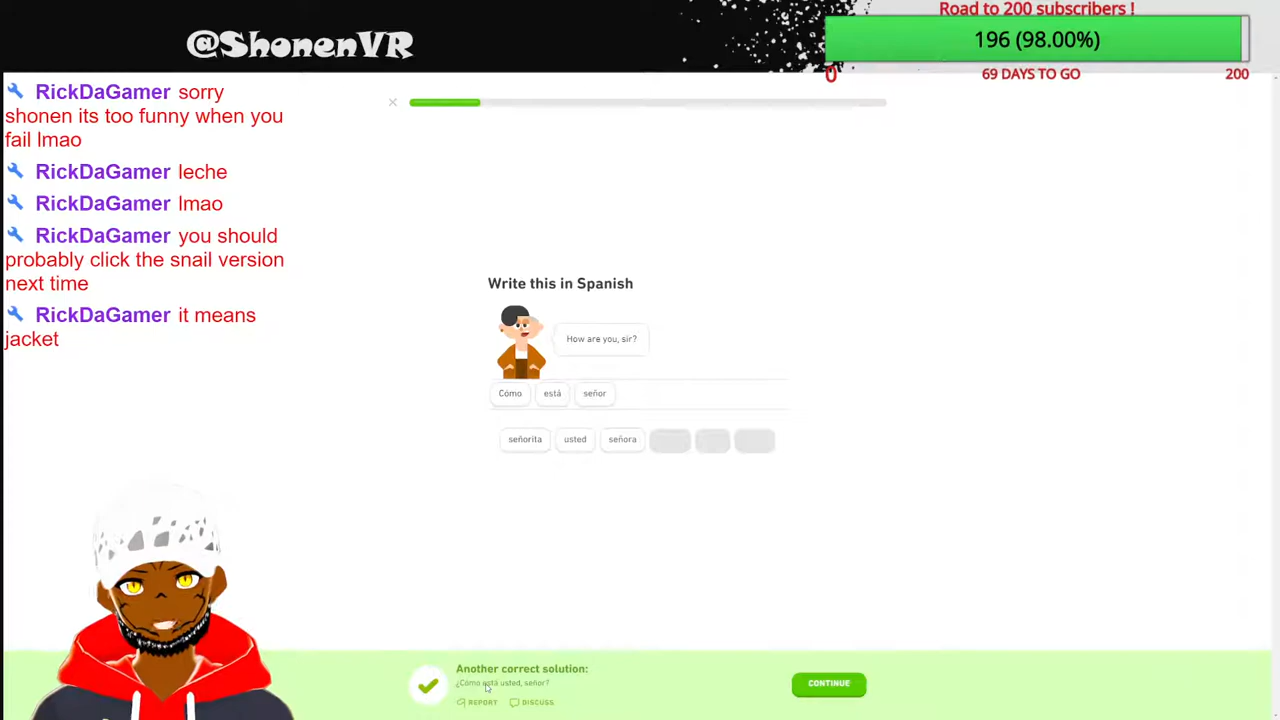 @ShonenVR
Road to 200 subscribers !
196 (98.00%)
0
69 DAYS TO GO
200
RickDaGamer sorry
shonen its too funny when you
fail lmao
RickDaGamer leche
RickDaGamer lmao
RickDaGamer you should
probably click the snail version
next time
RickDaGamer it means
jacket
Write this in Spanish
How are you, sir?
Cómo está señor
señorita usted señora
Another correct solution:
¿Cómo está usted, señor?
REPORT DISCUSS
CONTINUE